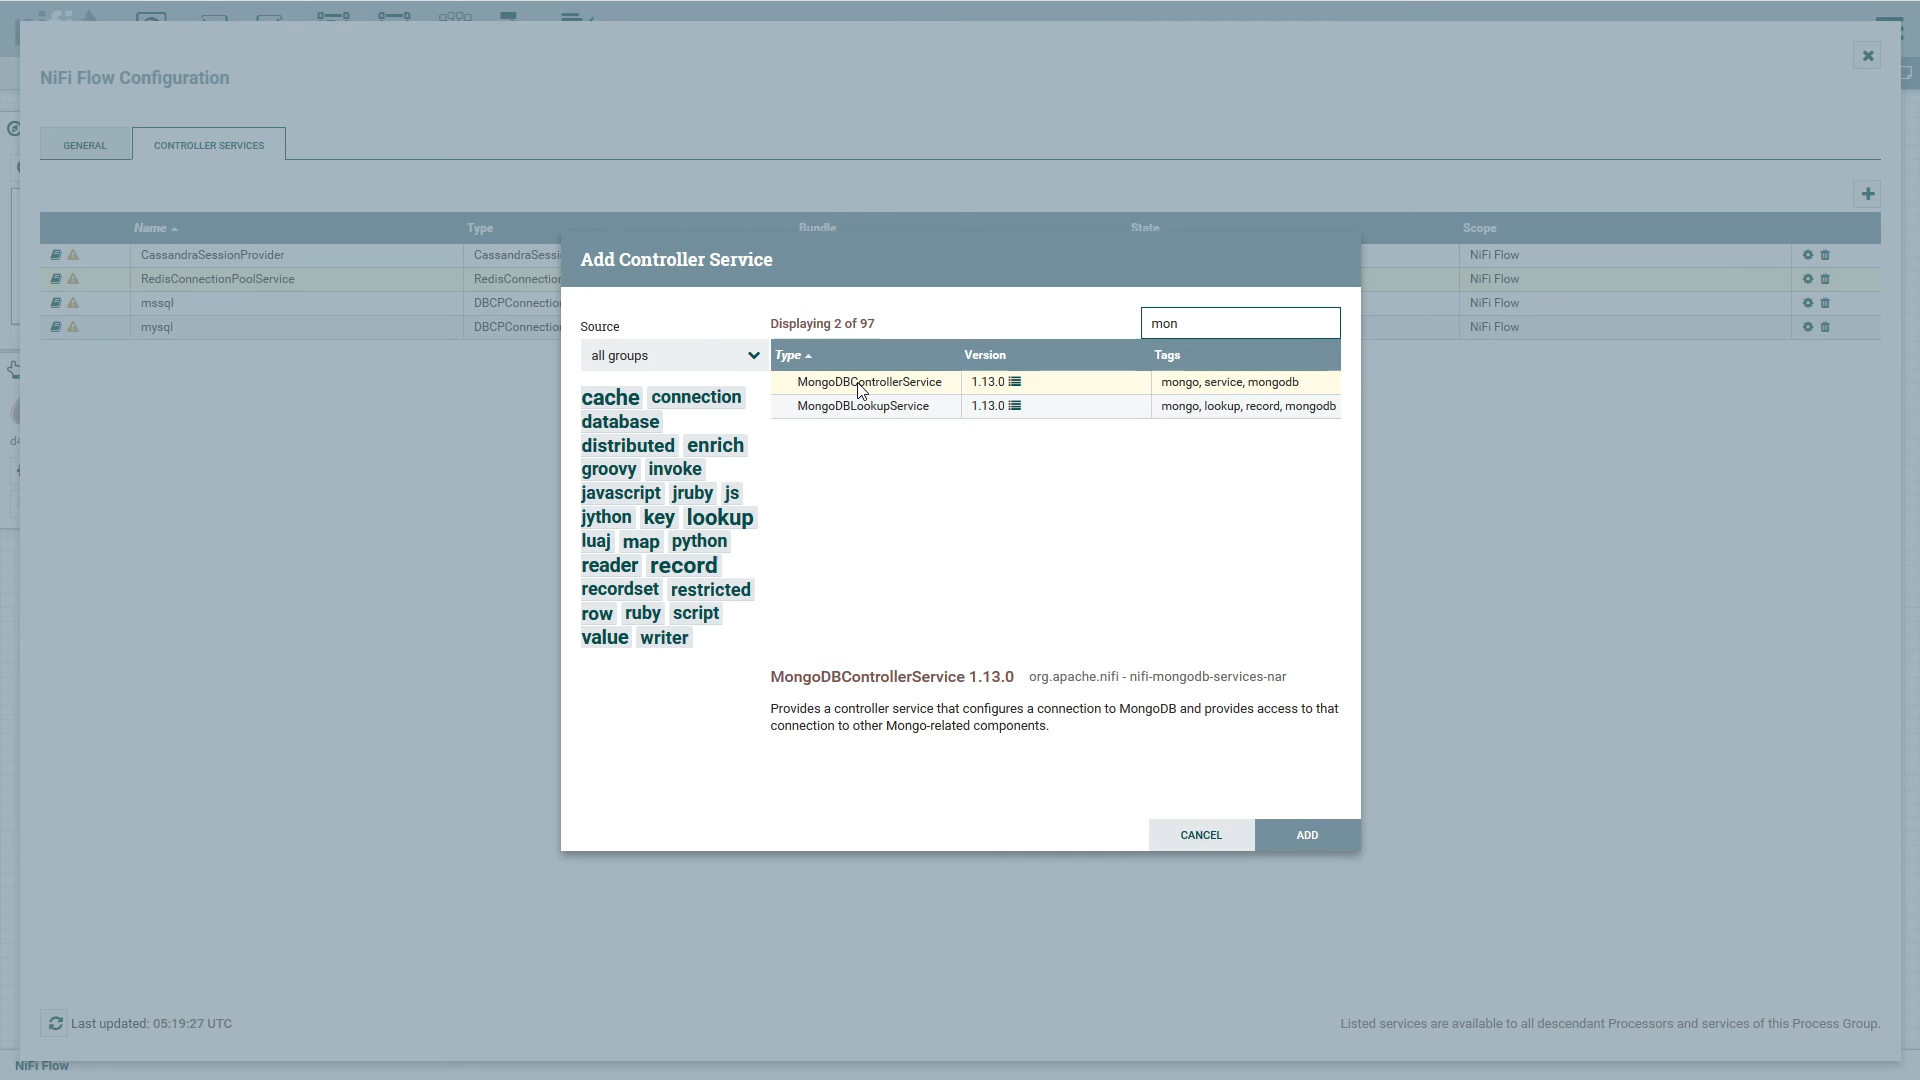 NiFi Flow Configuration
GENERAL
CONTROLLER SERVICES
Name Type Bundle State Scope
CassandraSessionProvider CassandraSessi NiFi Flow
RedisConnectionPoolService RedisConnection NiFi Flow
mssql DBCPConnectio NiFi Flow
mysql DBCPConnectio NiFi Flow
Add Controller Service
Source
Displaying 2 of 97
mon
all groups
Type Version Tags
MongoDBControllerService 1.13.0 mongo, service, mongodb
MongoDBLookupService 1.13.0 mongo, lookup, record, mongodb
cache connection
database
distributed enrich
groovy invoke
javascript jruby js
jython key lookup
luaj map python
reader record
recordset restricted
row ruby script
value writer
MongoDBControllerService 1.13.0 org.apache.nifi - nifi-mongodb-services-nar
Provides a controller service that configures a connection to MongoDB and provides access to that
connection to other Mongo-related components.
CANCEL
ADD
Last updated: 05:19:27 UTC
Listed services are available to all descendant Processors and services of this Process Group.
NiFi Flow